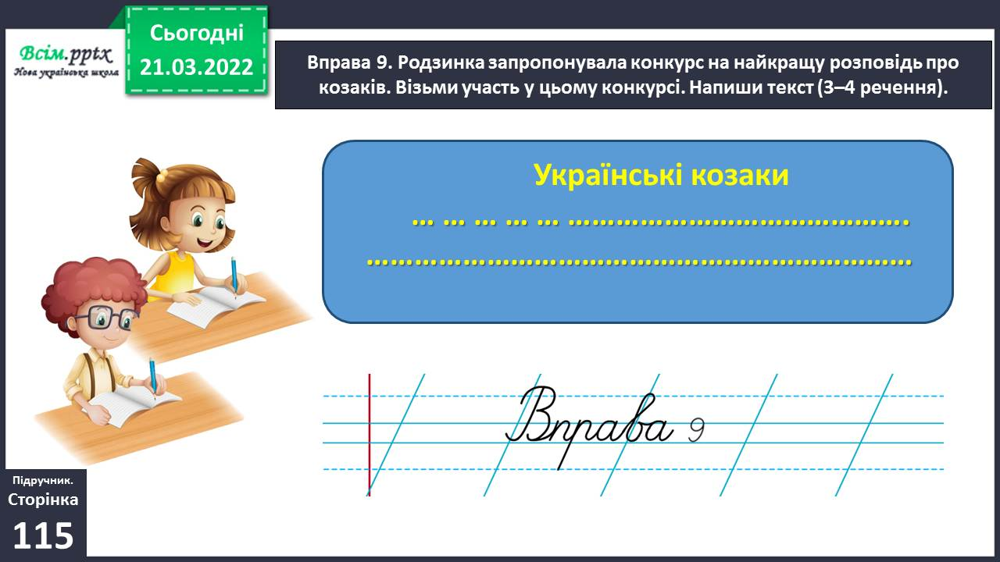 Сьогодні
21.03.2022
Всім.pptx
Нова українська школа
Вправа 9. Родзинка запропонувала конкурс на найкращу розповідь про
козаків. Візьми участь у цьому конкурсі. Напиши текст (3–4 речення).
Українські козаки
… … … … … …………………………………….
……………………………………………………………
Вправа 9
Підручник.
Сторінка
115